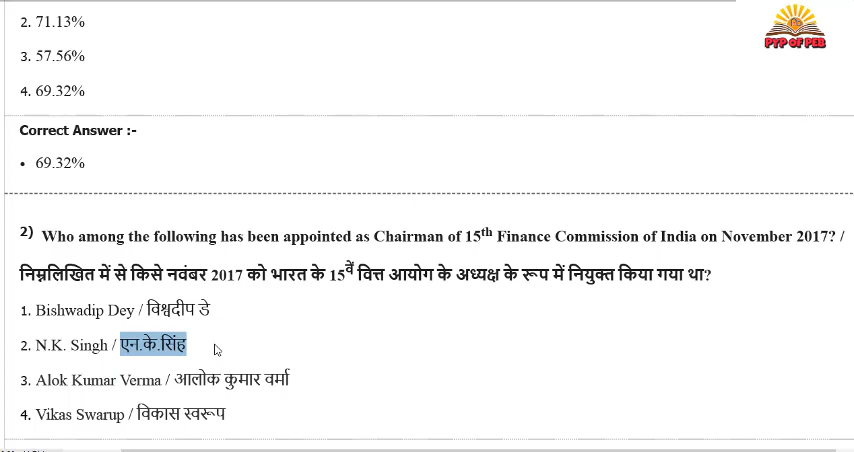 2. 71.13%
PYP OF PEB
3. 57.56%
4. 69.32%
Correct Answer :-
• 69.32%
2) Who among the following has been appointed as Chairman of 15th Finance Commission of India on November 2017? /
निम्नलिखित में से किसे नवंबर 2017 को भारत के 15वें वित्त आयोग के अध्यक्ष के रूप में नियुक्त किया गया था?
1. Bishwadip Dey / विश्वदीप डे
2. N.K. Singh / एन.के.सिंह
3. Alok Kumar Verma / आलोक कुमार वर्मा
4. Vikas Swarup / विकास स्वरूप